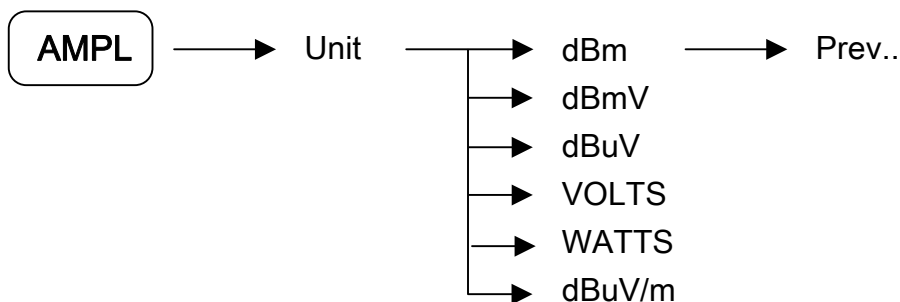 AMPL Unit dBm Prev..
dBmV
dBuV
VOLTS
WATTS
dBuV/m